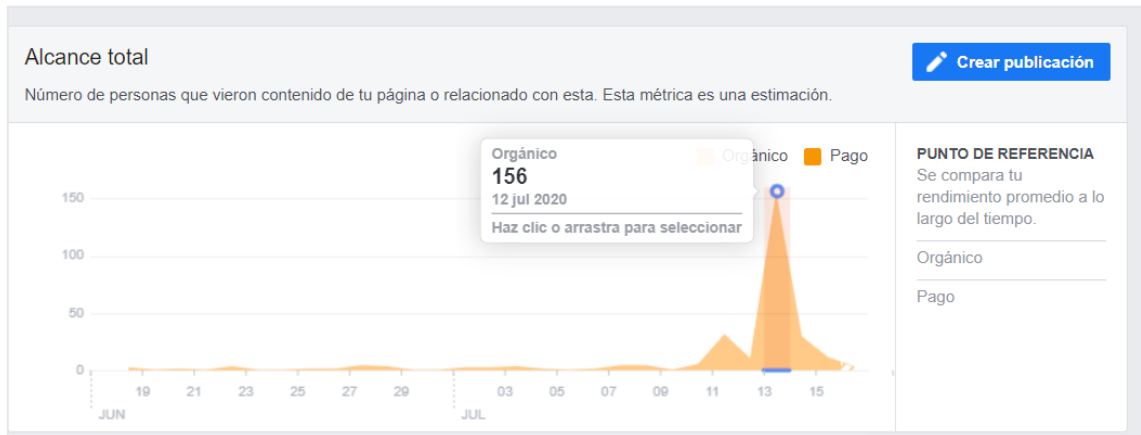 Alcance total
Crear publicación
Número de personas que vieron contenido de tu página o relacionado con esta. Esta métrica es una estimación.
Orgánico
156
12 jul 2020
Haz clic o arrastra para seleccionar
Orgánico
Pago
150
100
50
0
19 21 23 25 27 29 03 05 07 09 11 13 15
JUN JUL
PUNTO DE REFERENCIA
Se compara tu
rendimiento promedio a lo
largo del tiempo.
Orgánico
Pago